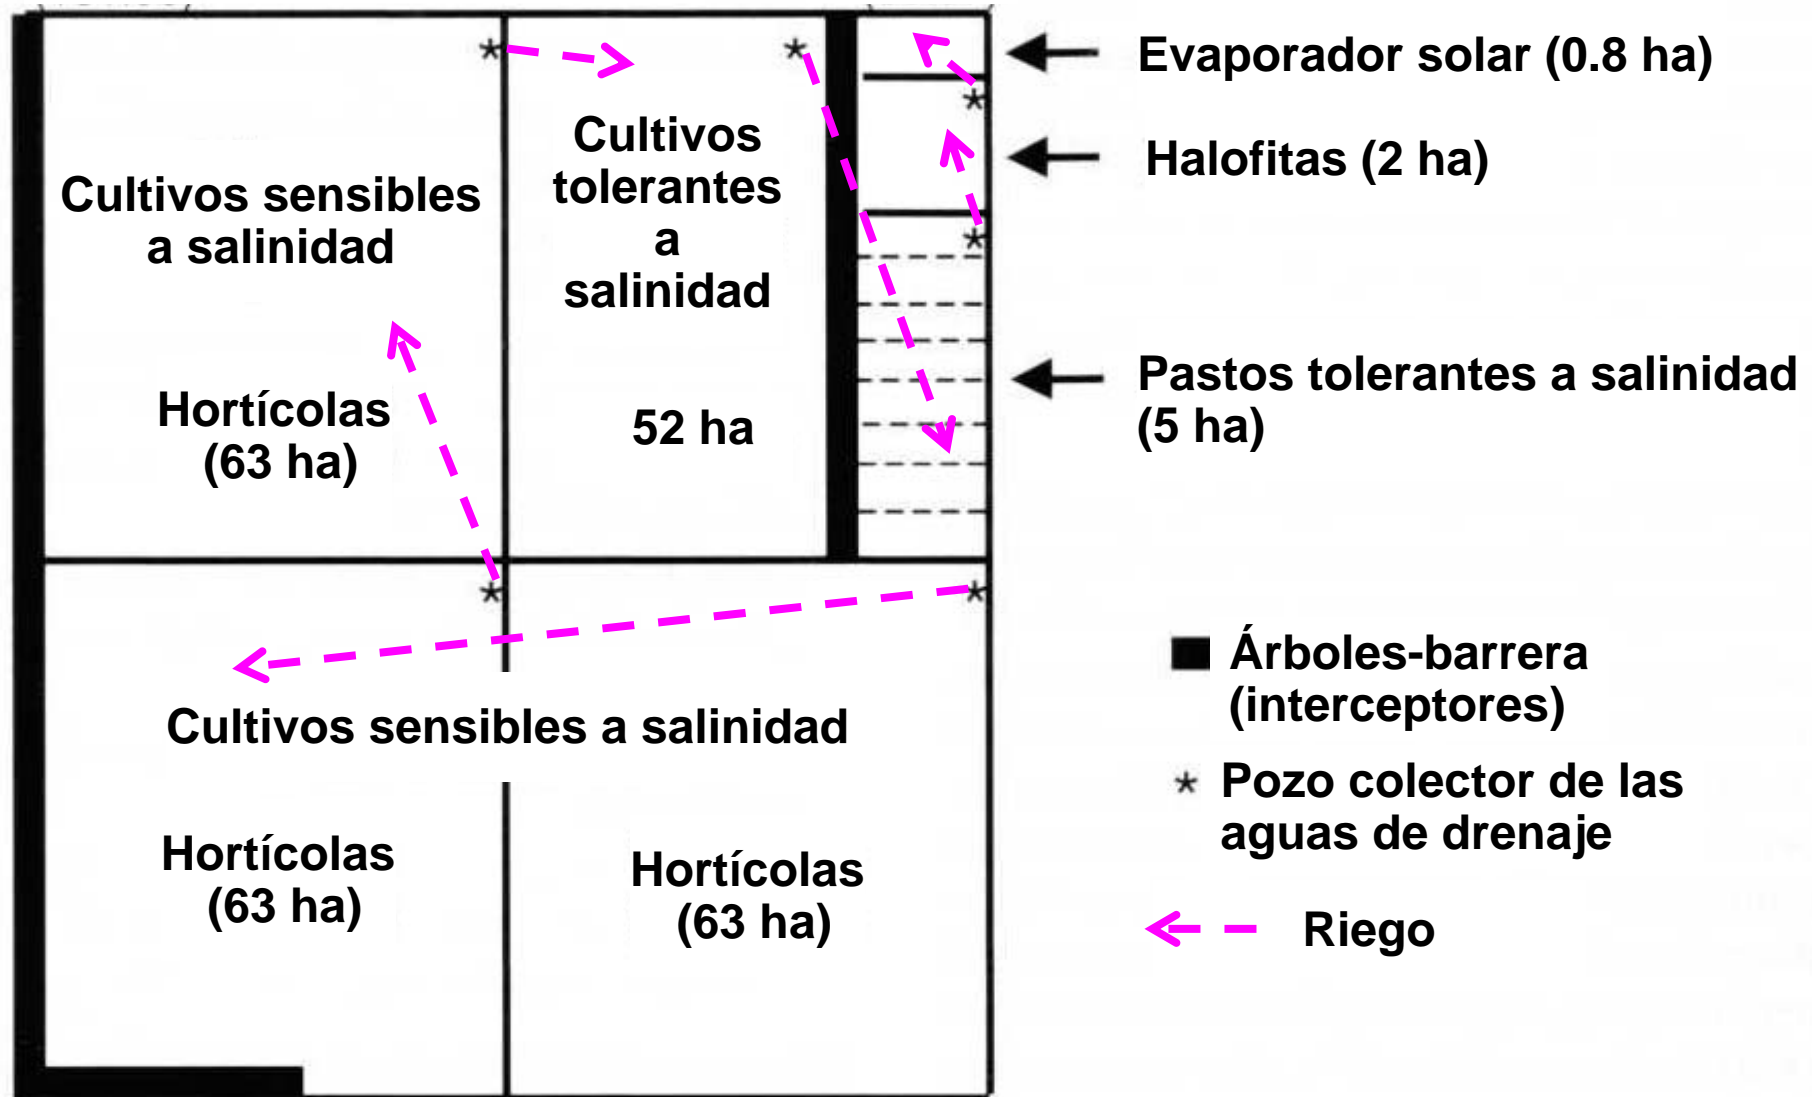 Cultivos sensibles
a salinidad
Hortícolas
(63 ha)
Cultivos
tolerantes
a
salinidad
52 ha
Evaporador solar (0.8 ha)
Halofitas (2 ha)
Pastos tolerantes a salinidad
(5 ha)
Cultivos sensibles a salinidad
Hortícolas
(63 ha)
Hortícolas
(63 ha)
Árboles-barrera
(interceptores)
* Pozo colector de las
aguas de drenaje
Riego